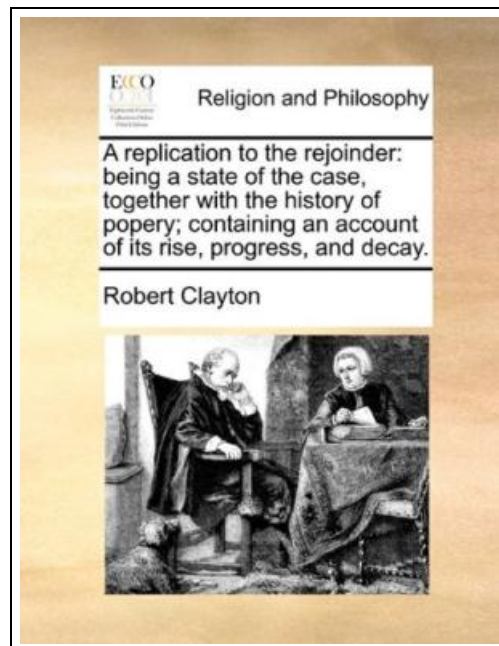 ECCO
Religion and Philosophy
A replication to the rejoinder:
being a state of the case,
together with the history of
popery; containing an account
of its rise, progress, and decay.
Robert Clayton